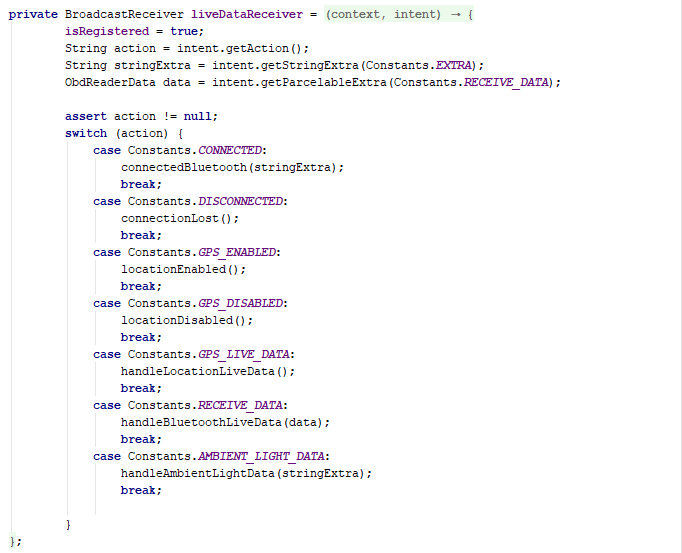 private BroadcastReceiver liveDataReceiver = (context, intent) → {
isRegistered = true;
String action = intent.getAction();
String stringExtra = intent.getStringExtra(Constants.EXTRA);
ObdReaderData data = intent.getParcelableExtra(Constants.RECEIVE_DATA);
assert action != null;
switch (action) {
case Constants.CONNECTED:
connectedBluetooth(stringExtra);
break;
case Constants.DISCONNECTED:
connectionLost();
break;
case Constants.GPS_ENABLED:
locationEnabled();
break;
case Constants.GPS_DISABLED:
locationDisabled();
break;
case Constants.GPS_LIVE_DATA:
handleLocationLiveData();
break;
case Constants.RECEIVE_DATA:
handleBluetoothLiveData(data);
break;
case Constants.AMBIENT_LIGHT_DATA:
handleAmbientLightData(stringExtra);
break;
}
};